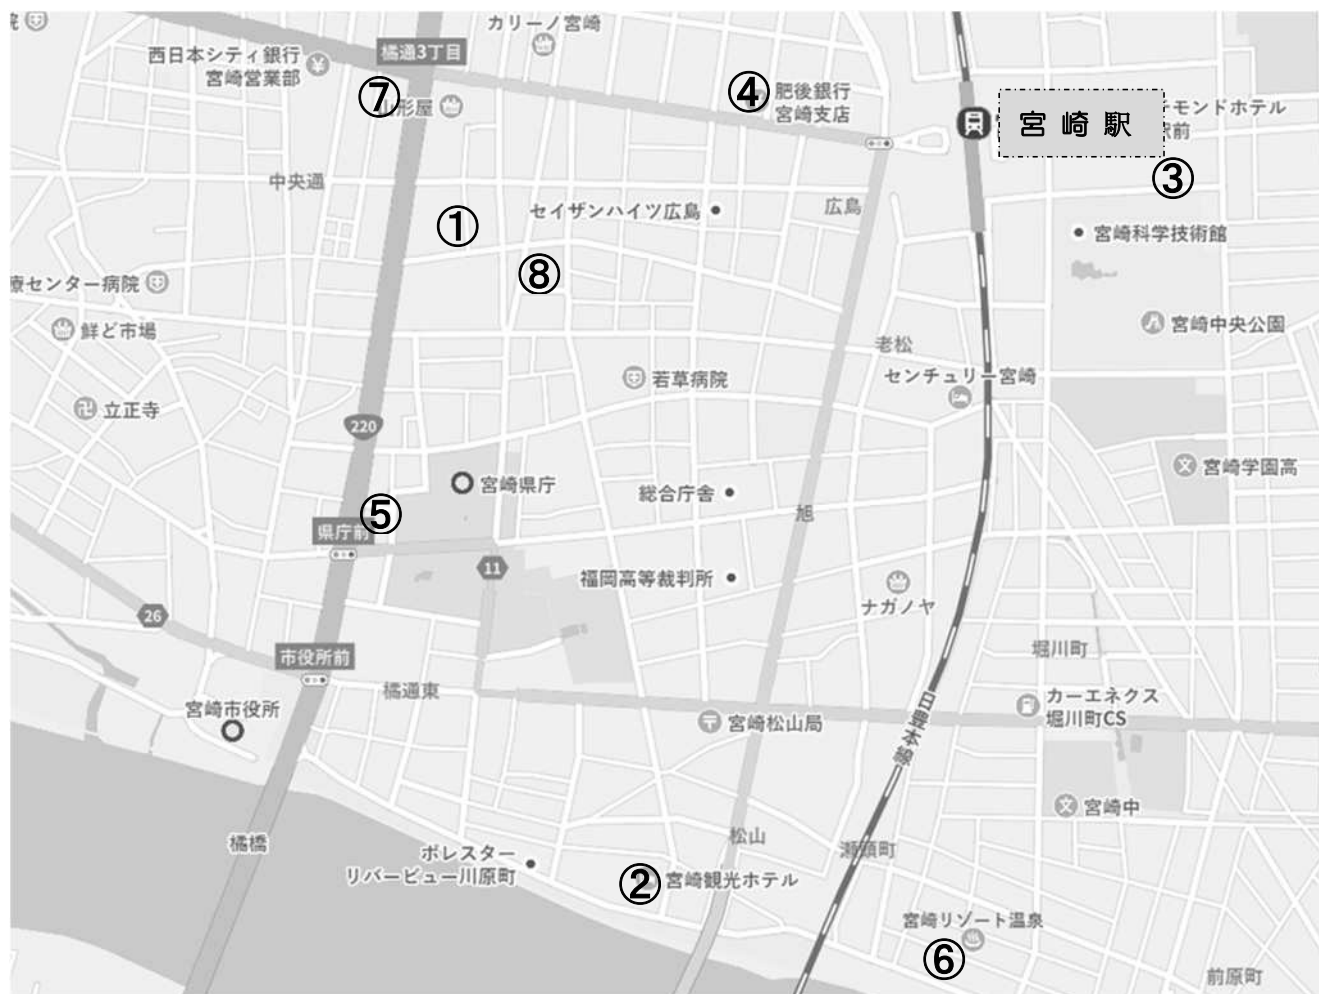 院
カリーノ宮崎
西日本シティ銀行
宮崎営業部
橘通3丁目
⑦
山形屋
④
肥後銀行
宮崎支店
宮崎駅
モンドホテル
駅前
③
中央通
①
セイザンハイツ広島
広島
宮崎科学技術館
⑧
療センター病院
鮮ど市場
宮崎中央公園
老松
センチュリー宮崎
若草病院
立正寺
220
宮崎学園高
宮崎県庁
総合庁舎
⑤
県庁前
旭
11
福岡高等裁判所
ナガノヤ
26
堀川町
市役所前
橘通東
カーエネクス
堀川町CS
宮崎市役所
宮崎松山局
日豊本線
宮崎中
橘橋
松山
瀬頭町
ポレスター
リバービュー川原町
②
宮崎観光ホテル
宮崎リゾート温泉
⑥
前原町